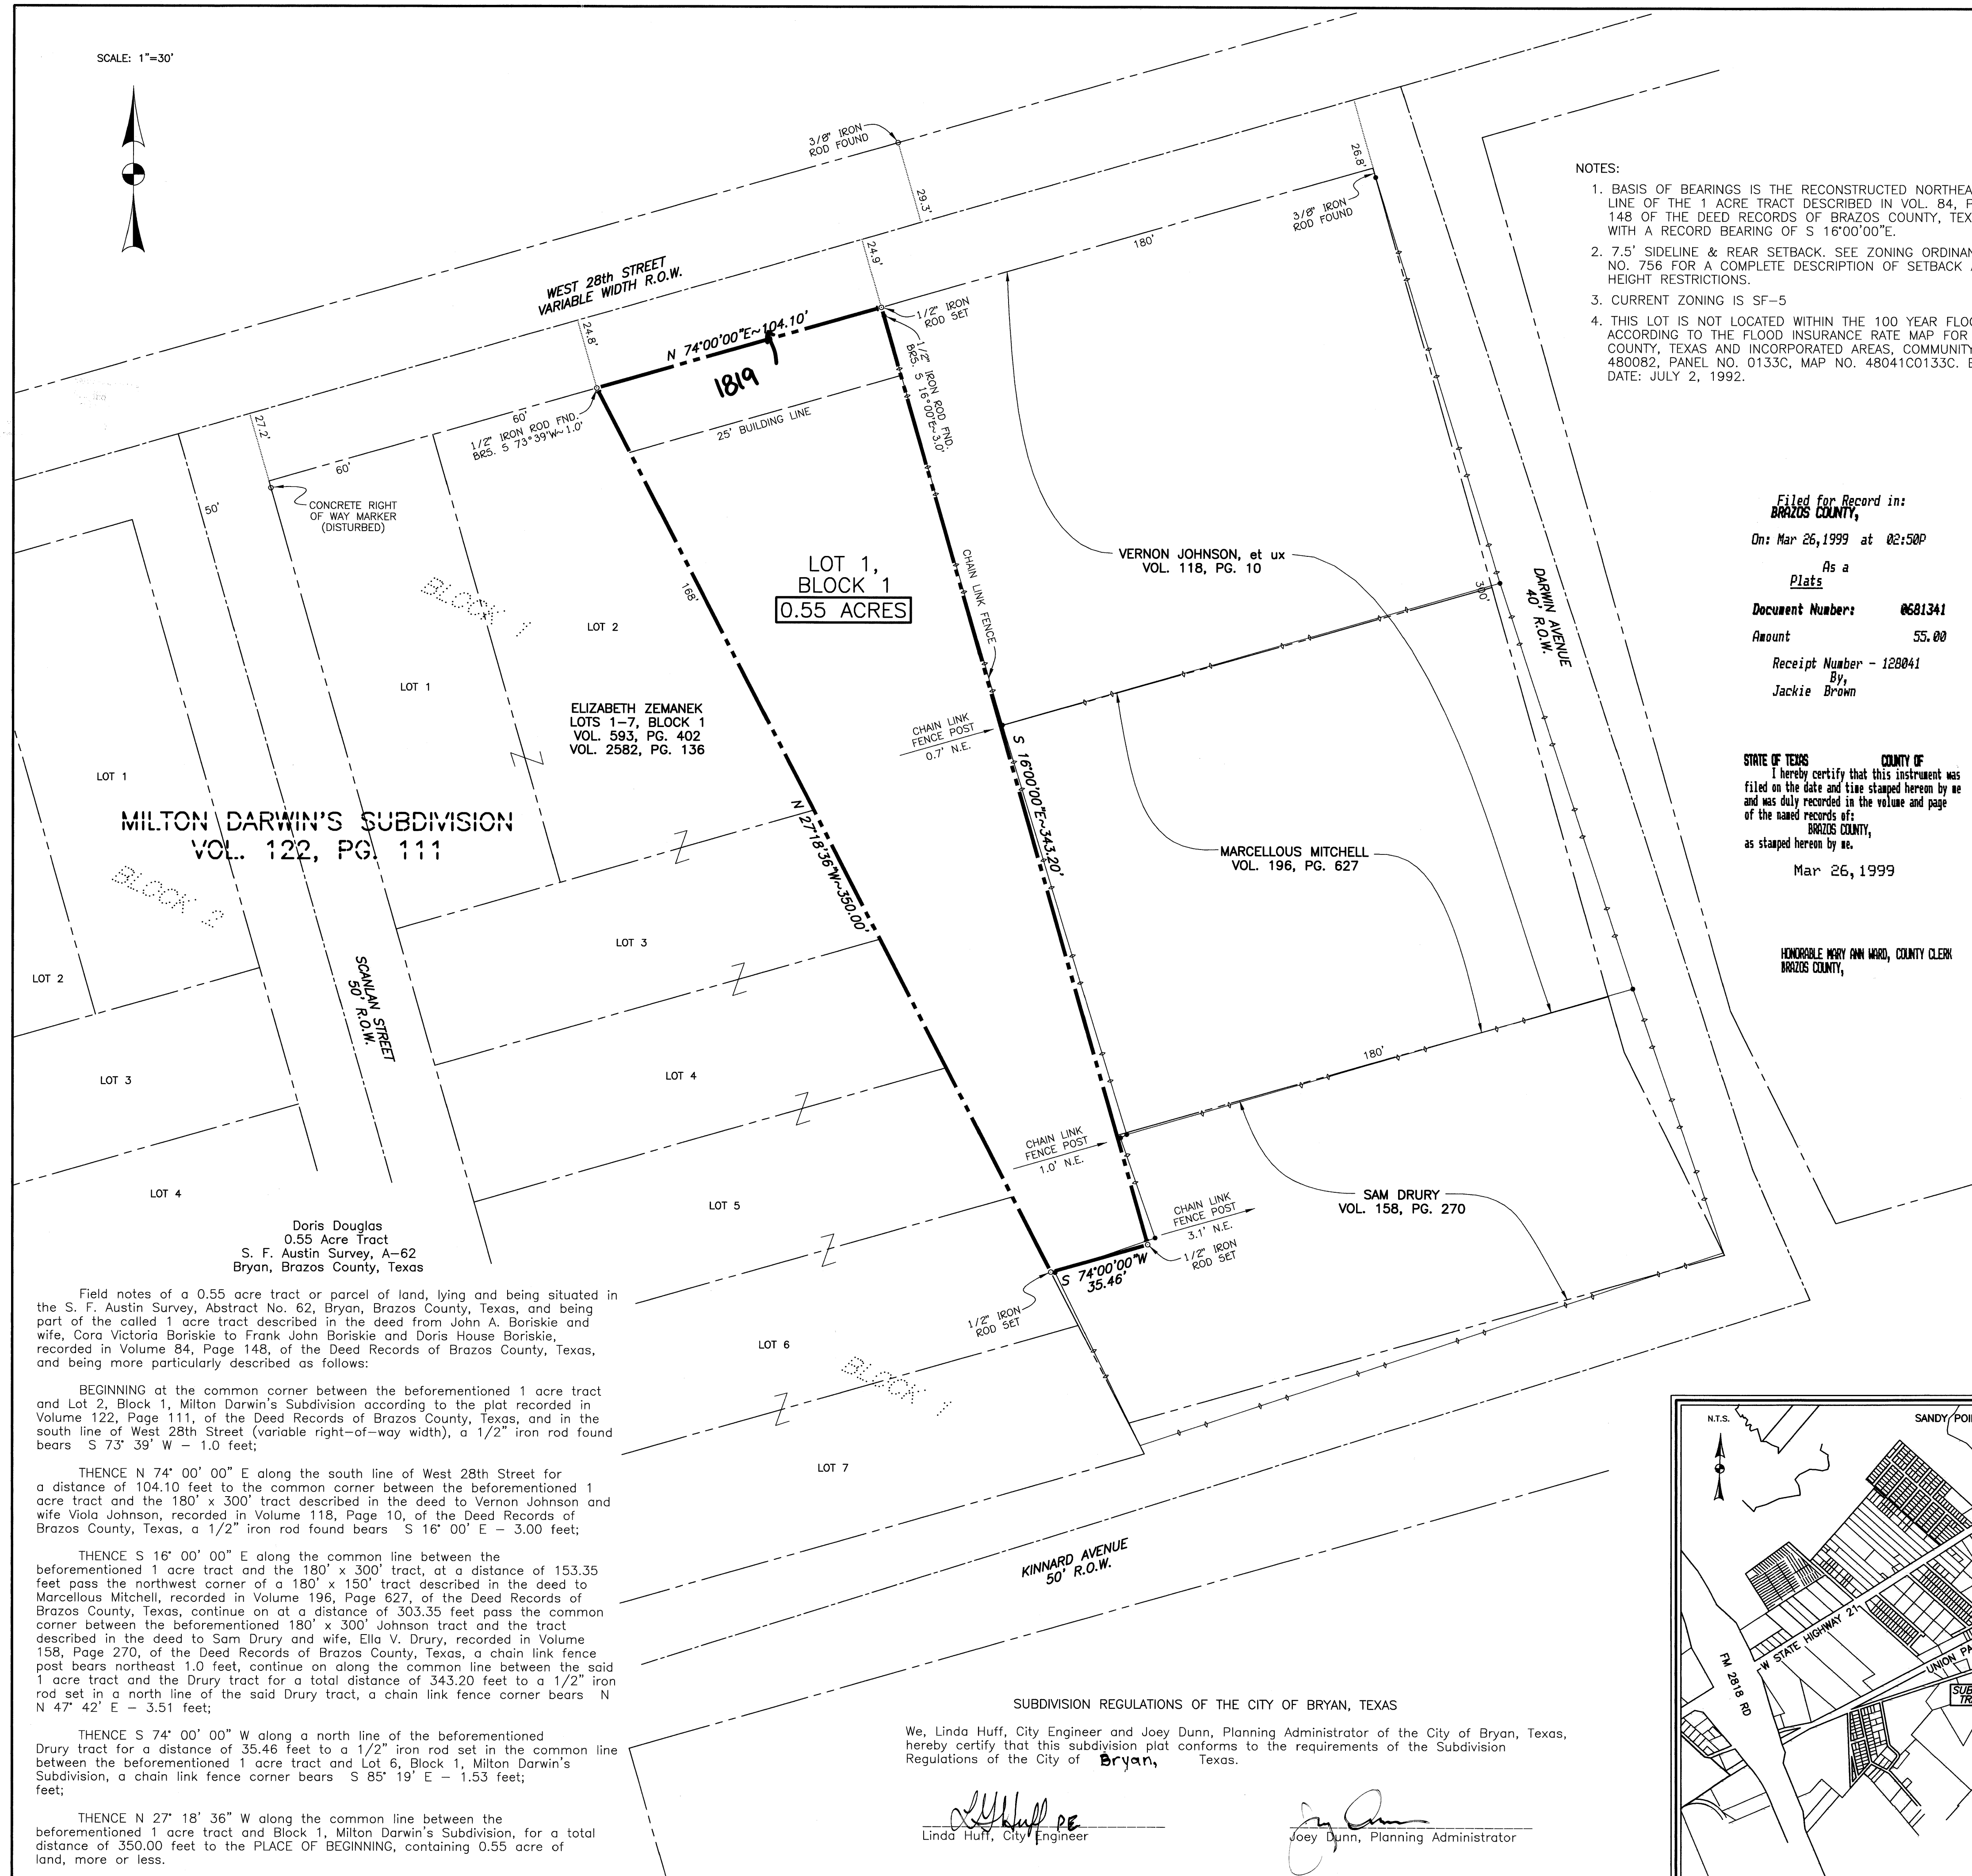 SCALE: 1"=30'
3/8" IRON
ROD FOUND
29.3'
26.8'
3/8" IRON
ROD FOUND
180'
WEST 28th STREET
VARIABLE WIDTH R.O.W.
24.9'
24.8'
N 74°00'00"E~104.10'
1819
1/2" IRON
ROD SET
1/2" IRON ROD FND.
BRS. S 16°00'E~3.0'
25' BUILDING LINE
60'
1/2" IRON ROD FND.
BRS. S 73°39'W~1.0'
27.2'
60'
50'
CONCRETE RIGHT
OF WAY MARKER
(DISTURBED)
NOTES:
1. BASIS OF BEARINGS IS THE RECONSTRUCTED
LINE OF THE 1 ACRE TRACT DESCRIBED IN VOL. 84,
148 OF THE DEED RECORDS OF BRAZOS COUNTY,
WITH A RECORD BEARING OF S 16°00'00"E.
2. 7.5' SIDELINE & REAR SETBACK. SEE ZONING
NO. 756 FOR A COMPLETE DESCRIPTION OF SETBACK
HEIGHT RESTRICTIONS.
3. CURRENT ZONING IS SF-5
4. THIS LOT IS NOT LOCATED WITHIN THE 100 YEAR
ACCORDING TO THE FLOOD INSURANCE RATE MAP FOR
COUNTY, TEXAS AND INCORPORATED AREAS, COMMUNITY
480082, PANEL NO. 0133C, MAP NO. 48041C0133C.
DATE: JULY 2, 1992.
Filed for Record in:
BRAZOS COUNTY,
On: Mar 26,1999 at 02:50P
As a
Plats
Document Number: 0681341
Amount 55.00
Receipt Number - 128041
By,
Jackie Brown
STATE OF TEXAS COUNTY OF
I hereby certify that this instrument was
filed on the date and time stamped hereon by me
and was duly recorded in the volume and page
of the named records of:
BRAZOS COUNTY,
as stamped hereon by me.
Mar 26,1999
HONORABLE MARY ANN WARD, COUNTY CLERK
BRAZOS COUNTY,
LOT 1,
BLOCK 1
0.55 ACRES
CHAIN LINK FENCE
VERNON JOHNSON, et ux
VOL. 118, PG. 10
300'
DARWIN AVENUE
40' R.O.W.
BLOCK 1
168'
LOT 2
LOT 1
ELIZABETH ZEMANEK
LOTS 1-7, BLOCK 1
VOL. 593, PG. 402
VOL. 2582, PG. 136
CHAIN LINK
FENCE POST
0.7' N.E.
S 16°00'00"E~343.20'
LOT 1
MILTON DARWIN'S SUBDIVISION
VOL. 122, PG. 111
N 27°18'36"W~350.00'
MARCELLOUS MITCHELL
VOL. 196, PG. 627
BLOCK 2
LOT 3
LOT 2
SCANLAN STREET
50' R.O.W.
LOT 3
LOT 4
180'
CHAIN LINK
FENCE POST
1.0' N.E.
LOT 4
LOT 5
SAM DRURY
VOL. 158, PG. 270
CHAIN LINK
FENCE POST
3.1' N.E.
1/2" IRON
ROD SET
S 74°00'00"W
35.46'
1/2" IRON
ROD SET
LOT 6
BLOCK 1
LOT 7
KINNARD AVENUE
50' R.O.W.
Doris Douglas
0.55 Acre Tract
S. F. Austin Survey, A-62
Bryan, Brazos County, Texas
Field notes of a 0.55 acre tract or parcel of land, lying and being situated in
the S. F. Austin Survey, Abstract No. 62, Bryan, Brazos County, Texas, and being
part of the called 1 acre tract described in the deed from John A. Boriskie and
wife, Cora Victoria Boriskie to Frank John Boriskie and Doris House Boriskie,
recorded in Volume 84, Page 148, of the Deed Records of Brazos County, Texas,
and being more particularly described as follows:
BEGINNING at the common corner between the beforementioned 1 acre tract
and Lot 2, Block 1, Milton Darwin's Subdivision according to the plat recorded in
Volume 122, Page 111, of the Deed Records of Brazos County, Texas, and in the
south line of West 28th Street (variable right-of-way width), a 1/2" iron rod found
bears S 73° 39' W - 1.0 feet;
THENCE N 74° 00' 00" E along the south line of West 28th Street for
a distance of 104.10 feet to the common corner between the beforementioned 1
acre tract and the 180' x 300' tract described in the deed to Vernon Johnson and
wife Viola Johnson, recorded in Volume 118, Page 10, of the Deed Records of
Brazos County, Texas, a 1/2" iron rod found bears S 16° 00' E - 3.00 feet;
THENCE S 16° 00' 00" E along the common line between the
beforementioned 1 acre tract and the 180' x 300' tract, at a distance of 153.35
feet pass the northwest corner of a 180' x 150' tract described in the deed to
Marcellous Mitchell, recorded in Volume 196, Page 627, of the Deed Records of
Brazos County, Texas, continue on at a distance of 303.35 feet pass the common
corner between the beforementioned 180' x 300' Johnson tract and the tract
described in the deed to Sam Drury and wife, Ella V. Drury, recorded in Volume
158, Page 270, of the Deed Records of Brazos County, Texas, a chain link fence
post bears northeast 1.0 feet, continue on along the common line between the said
1 acre tract and the Drury tract for a total distance of 343.20 feet to a 1/2" iron
rod set in a north line of the said Drury tract, a chain link fence corner bears N
N 47° 42' E - 3.51 feet;
THENCE S 74° 00' 00" W along a north line of the beforementioned
Drury tract for a distance of 35.46 feet to a 1/2" iron rod set in the common line
between the beforementioned 1 acre tract and Lot 6, Block 1, Milton Darwin's
Subdivision, a chain link fence corner bears S 85° 19' E - 1.53 feet;
feet;
THENCE N 27° 18' 36" W along the common line between the
beforementioned 1 acre tract and Block 1, Milton Darwin's Subdivision, for a total
distance of 350.00 feet to the PLACE OF BEGINNING, containing 0.55 acre of
land, more or less.
SUBDIVISION REGULATIONS OF THE CITY OF BRYAN, TEXAS
We, Linda Huff, City Engineer and Joey Dunn, Planning Administrator of the City of Bryan, Texas,
hereby certify that this subdivision plat conforms to the requirements of the Subdivision
Regulations of the City of Bryan, Texas.
Linda Huff, City Engineer
Joey Dunn, Planning Administrator
N.T.S.
SANDY
W STATE HIGHWAY 21
FM 2818 RD
UNION